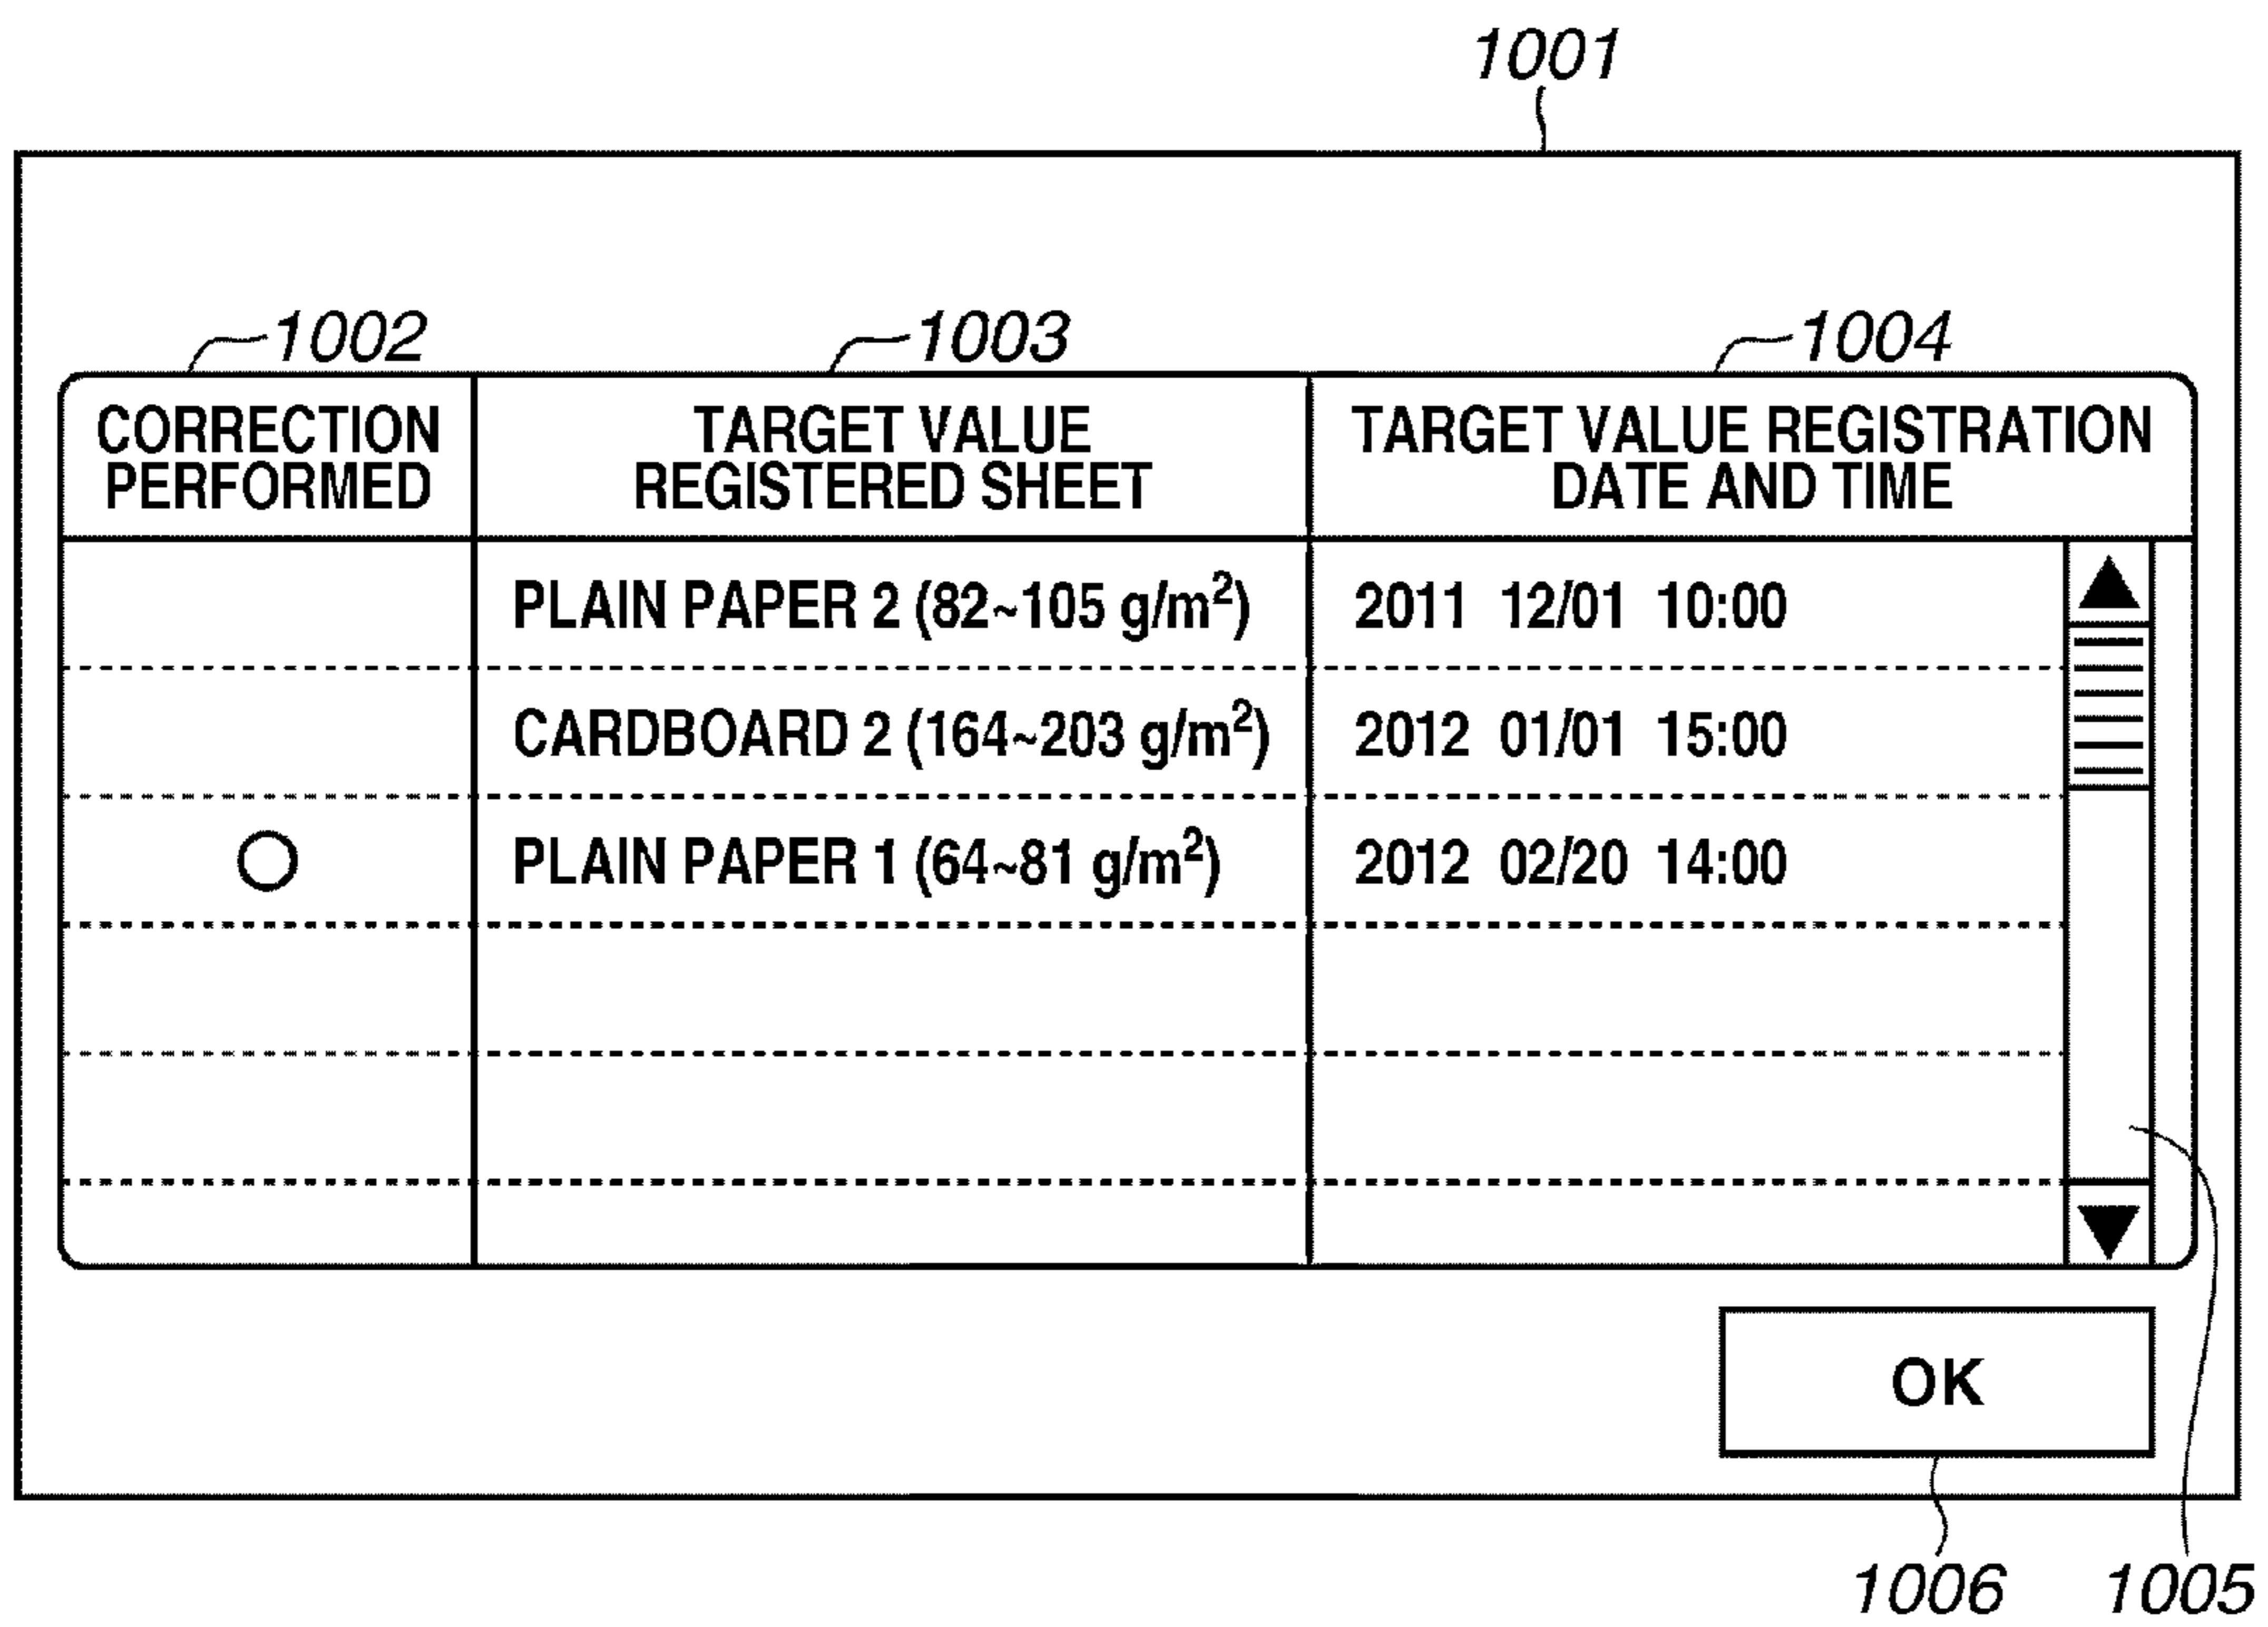 1001
1002
1003
1004
CORRECTION
PERFORMED
TARGET VALUE
REGISTERED SHEET
TARGET VALUE REGISTRATION
DATE AND TIME
PLAIN PAPER 2 (82~105 g/m²) 2011 12/01 10:00
CARDBOARD 2 (164~203 g/m²) 2012 01/01 15:00
PLAIN PAPER 1 (64~81 g/m²) 2012 02/20 14:00
OK
1006
1005